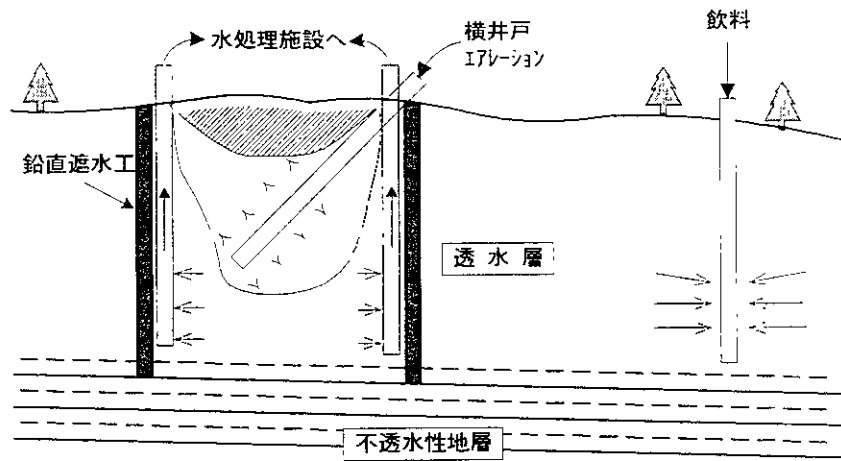 水処理施設へ
横井戸
エアレーション
飲料
鉛直遮水工
透水層
不透水性地層